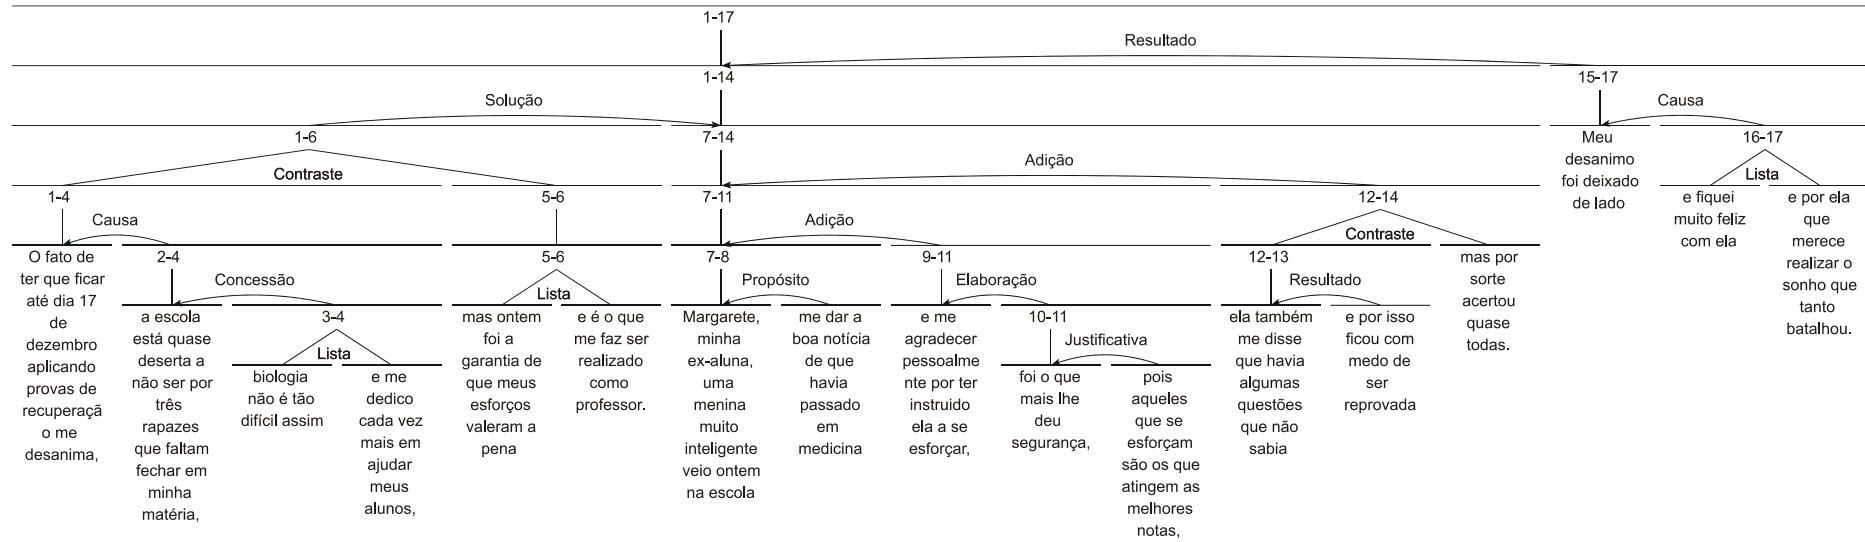 1-17
Resultado
1-14
15-17
Solução
Causa
1-6
7-14
Meu
desanimo
foi deixado
de lado
16-17
Contraste
Adição
Lista
1-4
5-6
7-11
12-14
e fiquei
muito feliz
com ela
e por ela
que
merece
realizar o
sonho que
tanto
batalhou.
Causa
Adição
Contraste
O fato de
ter que ficar
até dia 17
de
dezembro
aplicando
provas de
recuperaçã
o me
desanima,
2-4
5-6
7-8
9-11
12-13
mas por
sorte
acertou
quase
todas.
Concessão
Lista
Propósito
Elaboração
Resultado
a escola
está quase
deserta a
não ser por
três
rapazes
que faltam
fechar em
minha
matéria,
3-4
Lista
biologia
não é tão
difícil assim
e me
dedico
cada vez
mais em
ajudar
meus
alunos,
mas ontem
foi a
garantia de
que meus
esforços
valeram a
pena
e é o que
me faz ser
realizado
como
professor.
Margarete,
minha
ex-aluna,
uma
menina
muito
inteligente
veio ontem
na escola
me dar a
boa notícia
de que
havia
passado
em
medicina
e me
agradecer
pessoalme
nte por ter
instruido
ela a se
esforçar,
10-11
Justificativa
foi o que
mais lhe
deu
segurança,
pois
aqueles
que se
esforçam
são os que
atingem as
melhores
notas,
ela também
me disse
que havia
algumas
questões
que não
sabia
e por isso
ficou com
medo de
ser
reprovada